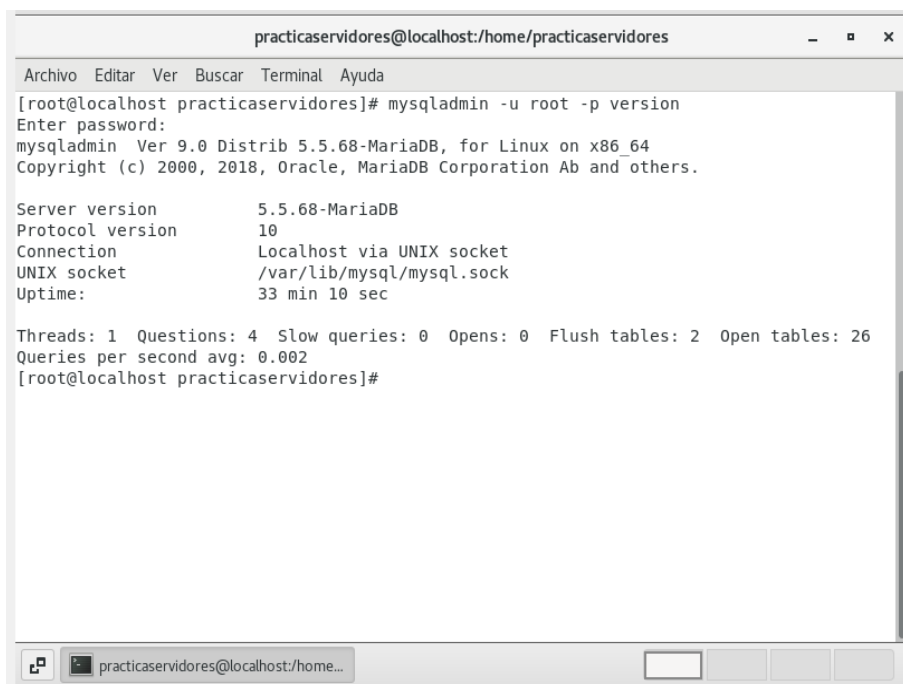 practicaservidores@localhost:/home/practicaservidores
Archivo Editar Ver Buscar Terminal Ayuda
[root@localhost practicaservidores]# mysqladmin -u root -p version
Enter password:
mysqladmin  Ver 9.0 Distrib 5.5.68-MariaDB, for Linux on x86_64
Copyright (c) 2000, 2018, Oracle, MariaDB Corporation Ab and others.
Server version 5.5.68-MariaDB
Protocol version 10
Connection Localhost via UNIX socket
UNIX socket /var/lib/mysql/mysql.sock
Uptime: 33 min 10 sec
Threads: 1  Questions: 4  Slow queries: 0  Opens: 0  Flush tables: 2  Open tables: 26
Queries per second avg: 0.002
[root@localhost practicaservidores]#
practicaservidores@localhost:/home...